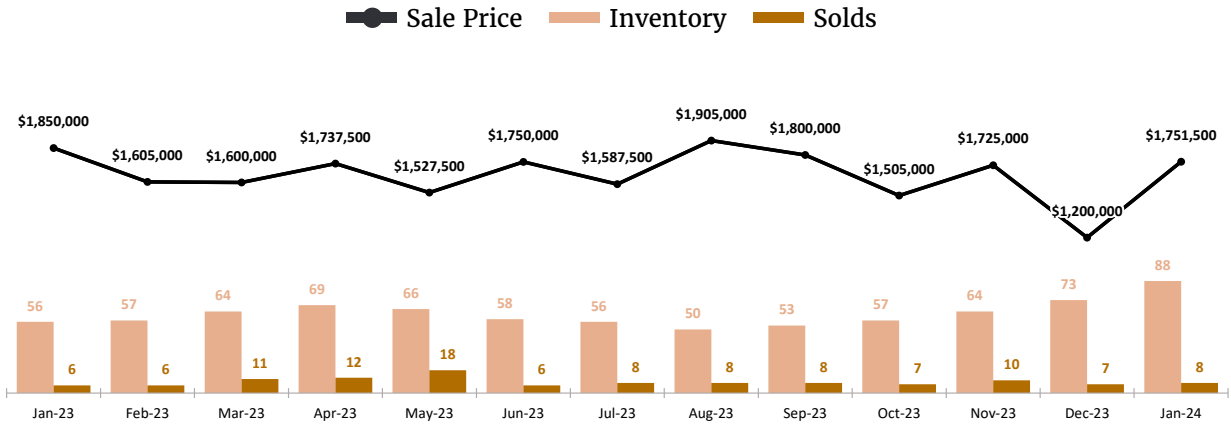 Sale Price Inventory Solds
$1,850,000 $1,605,000 $1,600,000 $1,737,500 $1,527,500 $1,750,000 $1,587,500 $1,905,000 $1,800,000 $1,505,000 $1,725,000 $1,200,000 $1,751,500
56 57 64 69 66 58 56 50 53 57 64 73 88
6 6 11 12 18 6 8 8 8 7 10 7 8
Jan-23 Feb-23 Mar-23 Apr-23 May-23 Jun-23 Jul-23 Aug-23 Sep-23 Oct-23 Nov-23 Dec-23 Jan-24